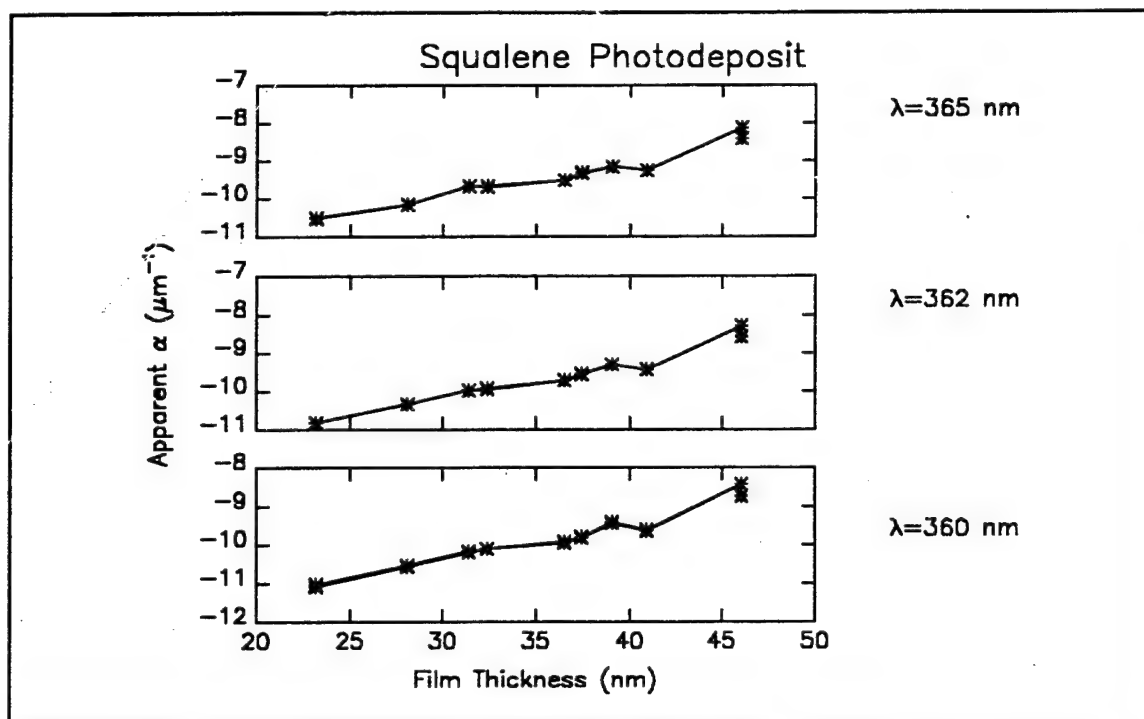 Squalene Photodeposit
−7
−8
−9
−10
−11
λ=365 nm
−7
−8
−9
−10
−11
λ=362 nm
−8
−9
−10
−11
−12
λ=360 nm
Apparent α (μm⁻¹)
20 25 30 35 40 45 50
Film Thickness (nm)